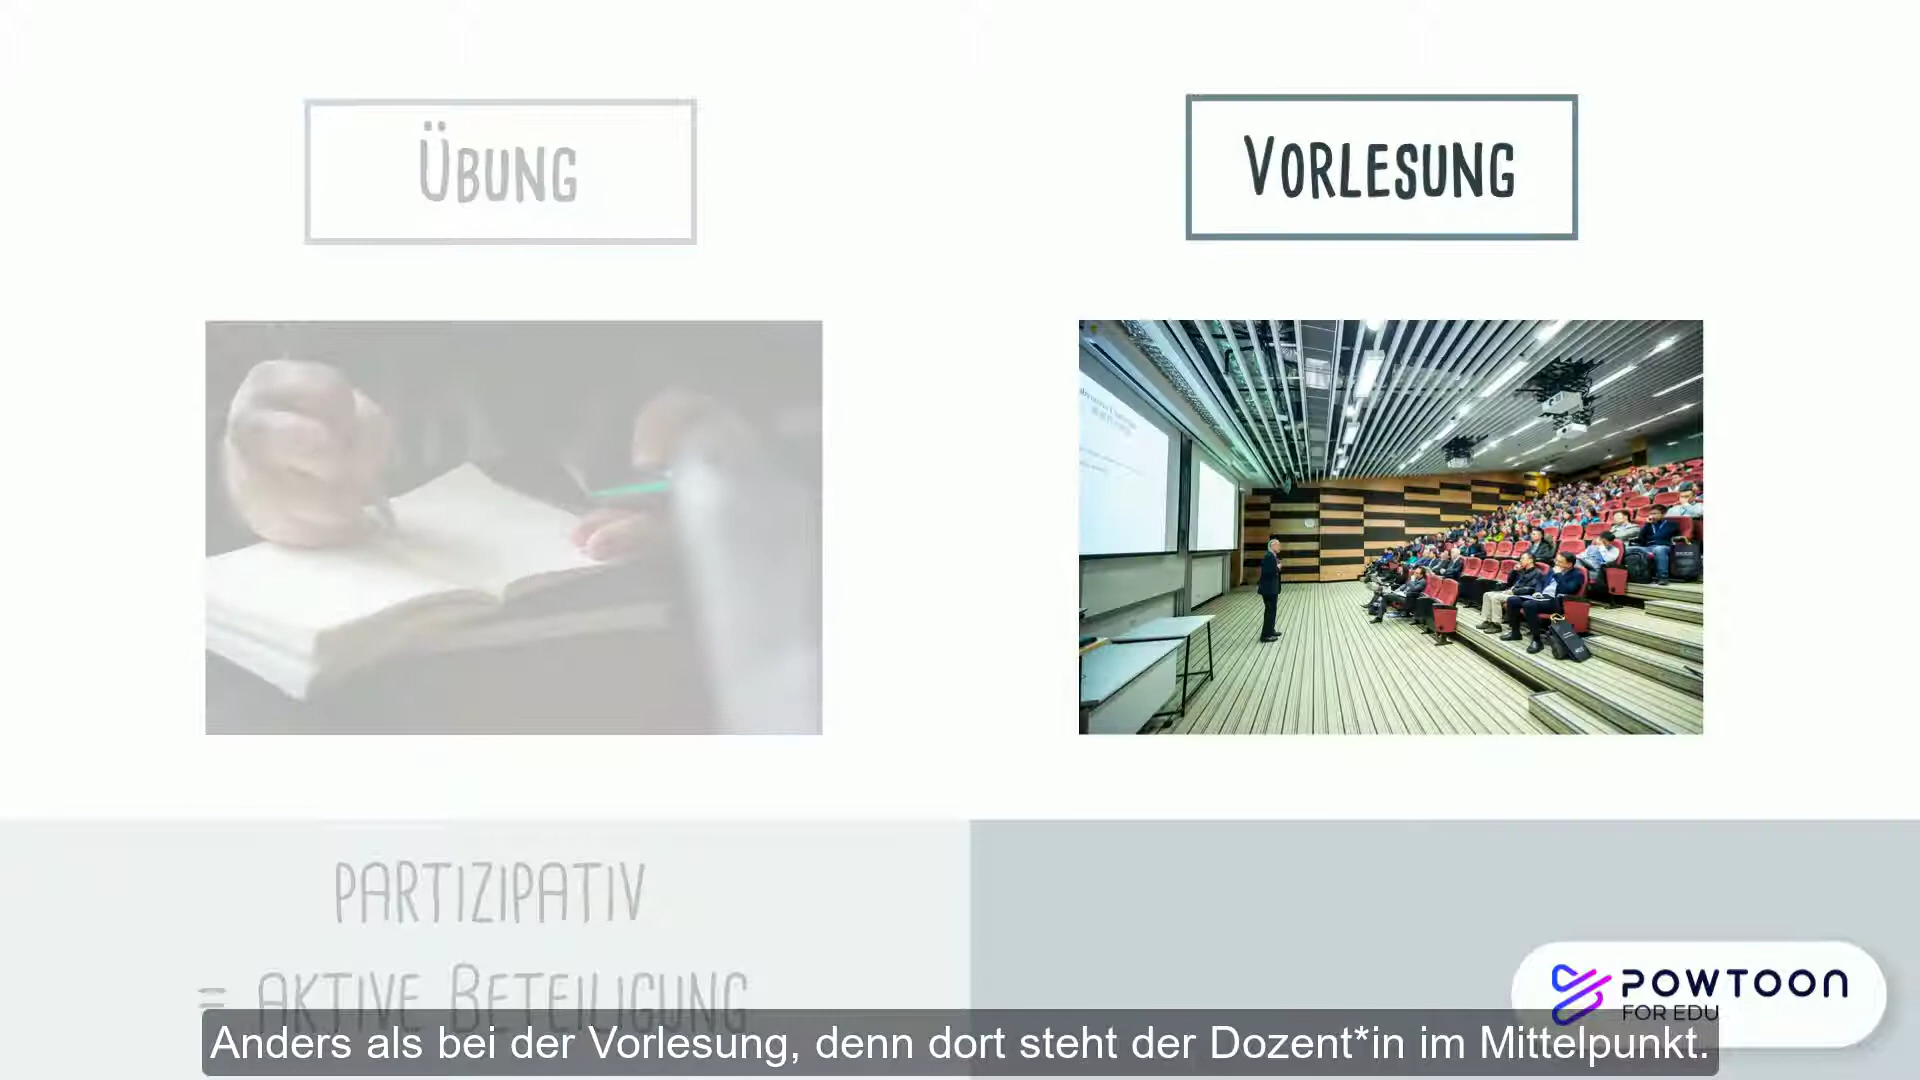 ÜBUNG
VORLESUNG
PARTIZIPATIV
= AKTIVE BETEILIGUNG
POWTOON
FOR EDU
Anders als bei der Vorlesung, denn dort steht der Dozent*in im Mittelpunkt.